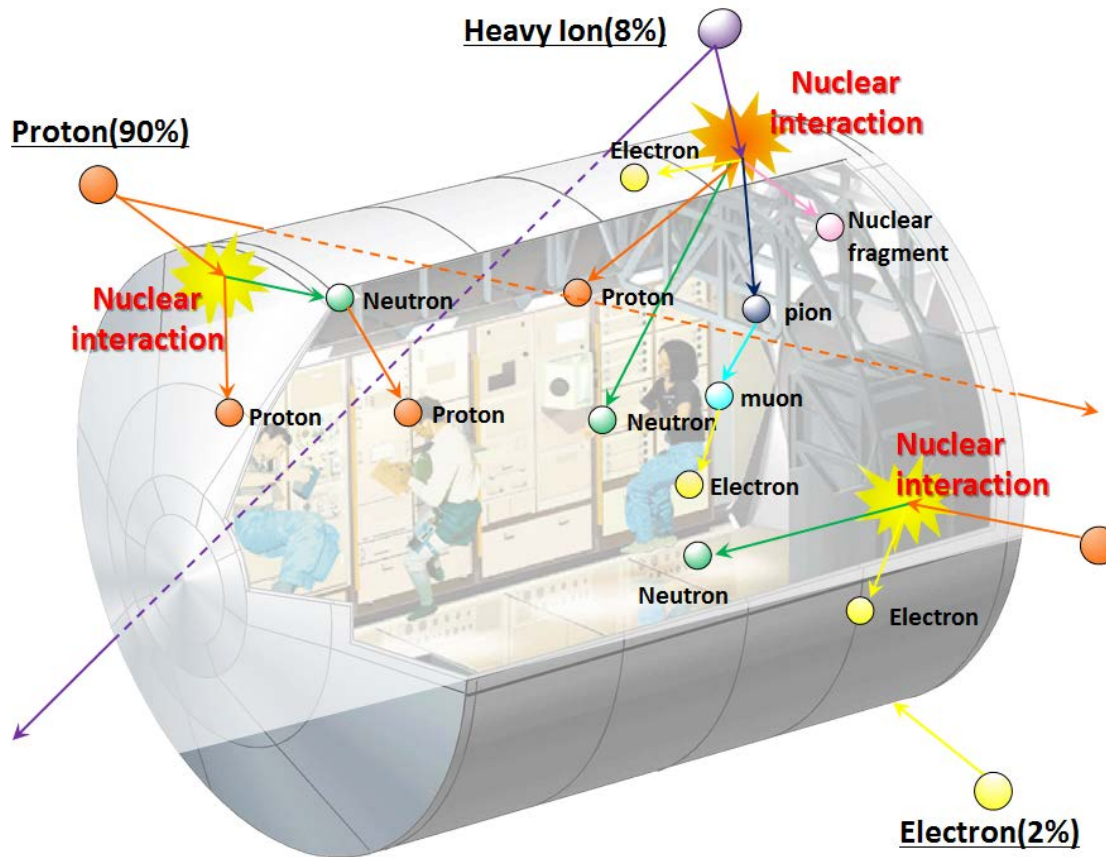 Heavy Ion(8%)
Nuclear
interaction
Proton(90%)
Electron
Nuclear
fragment
Nuclear
interaction
Neutron
Proton
pion
Proton
Proton
Neutron
muon
Nuclear
interaction
Electron
Neutron
Electron
Electron(2%)